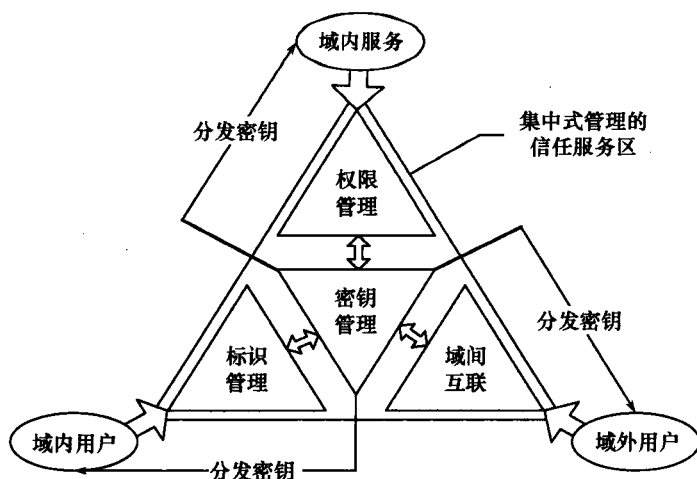 域内服务
分发密钥
集中式管理的
信任服务区
权限
管理
密钥
管理
分发密钥
标识
管理
域间
互联
域内用户
域外用户
分发密钥